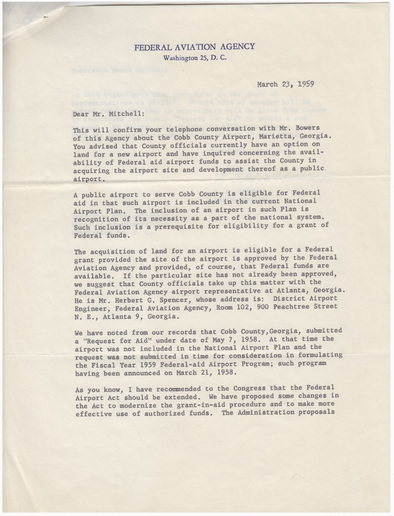 FEDERAL AVIATION AGENCY
Washington 25, D. C.
March 23, 1959
Dear Mr. Mitchell:
This will confirm your telephone conversation with Mr. Bowers
of this Agency about the Cobb County Airport, Marietta, Georgia.
You advised that County officials currently have an option on
land for a new airport and have inquired concerning the avail-
ability of Federal aid airport funds to assist the County in
acquiring the airport site and development thereof as a public
airport.
A public airport to serve Cobb County is eligible for Federal
aid in that such airport is included in the current National
Airport Plan. The inclusion of an airport in such Plan is
recognition of its necessity as a part of the national system.
Such inclusion is a prerequisite for eligibility for a grant of
Federal funds.
The acquisition of land for an airport is eligible for a Federal
grant provided the site of the airport is approved by the Federal
Aviation Agency and provided, of course, that Federal funds are
available. If the particular site has not already been approved,
we suggest that County officials take up this matter with the
Federal Aviation Agency airport representative at Atlanta, Georgia.
He is Mr. Herbert G. Spencer, whose address is: District Airport
Engineer, Federal Aviation Agency, Room 102, 900 Peachtree Street
N. E., Atlanta 9, Georgia.
We have noted from our records that Cobb County,Georgia, submitted
a "Request for Aid" under date of May 7, 1958. At that time the
airport was not included in the National Airport Plan and the
request was not submitted in time for consideration in formulating
the Fiscal Year 1959 Federal-aid Airport Program; such program
having been announced on March 21, 1958.
As you know, I have recommended to the Congress that the Federal
Airport Act should be extended. We have proposed some changes in
the Act to modernize the grant-in-aid procedure and to make more
effective use of authorized funds. The Administration proposals